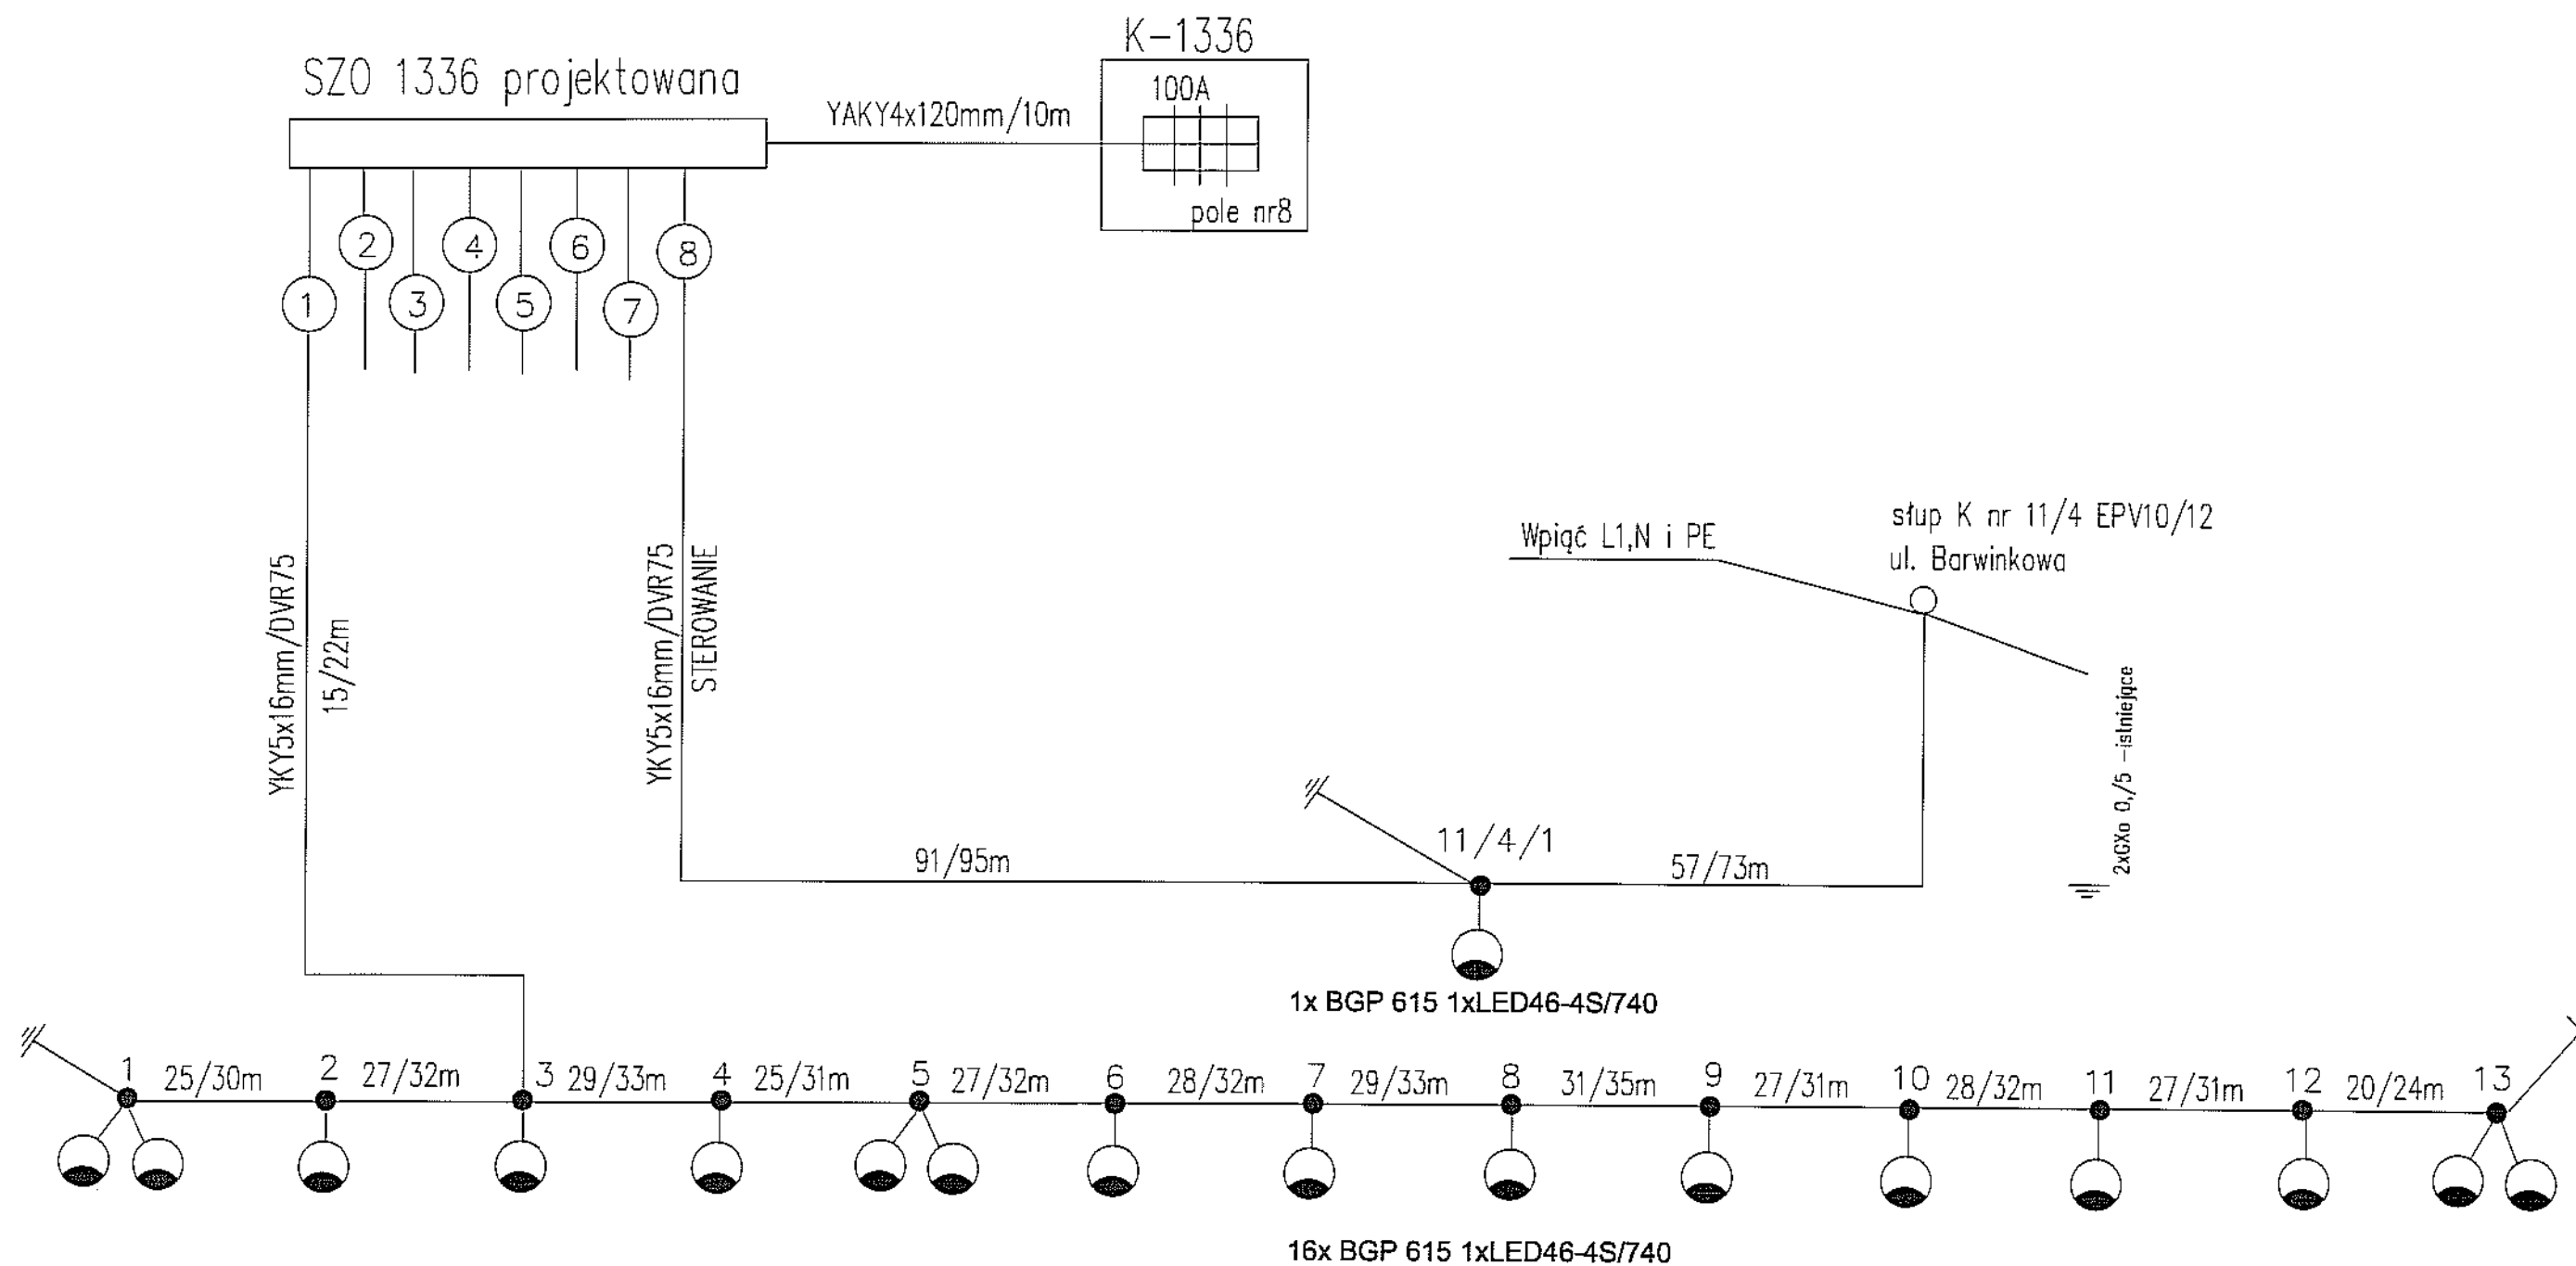 K-1336
SZO 1336 projektowana
100A
YAKY4x120mm/10m
pole nr8
2
4
6
8
1
3
5
7
słup K nr 11/4 EPV10/12
Wpiąć L1,N i PE
ul. Barwinkowa
YKY5x16mm/DVR75
15/22m
YKY5x16mm/DVR75
STEROWANIE
2xGXo 0,/5 -istniejące
11/4/1
91/95m
57/73m
1x BGP 615 1xLED46-4S/740
1 25/30m 2 27/32m 3 29/33m 4 25/31m 5 27/32m 6 28/32m 7 29/33m 8 31/35m 9 27/31m 10 28/32m 11 27/31m 12 20/24m 13
16x BGP 615 1xLED46-4S/740